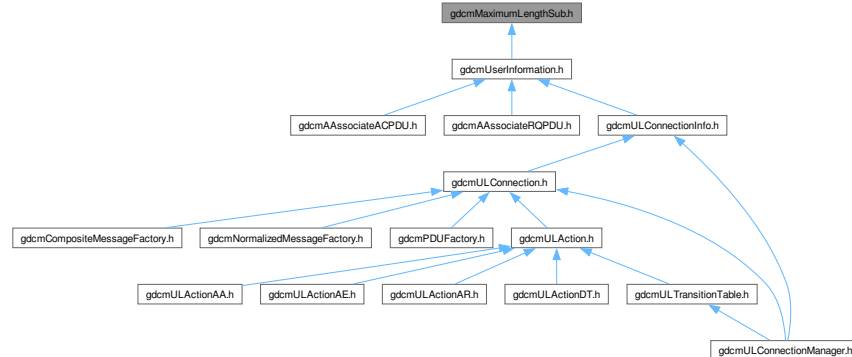 gdcmMaximumLengthSub.h
gdcmUserInformation.h
gdcmAAssociateACPDU.h
gdcmAAssociateRQPDU.h
gdcmULConnectionInfo.h
gdcmULConnection.h
gdcmCompositeMessageFactory.h
gdcmNormalizedMessageFactory.h
gdcmPDUFactory.h
gdcmULAction.h
gdcmULActionAA.h
gdcmULActionAE.h
gdcmULActionAR.h
gdcmULActionDT.h
gdcmULTransitionTable.h
gdcmULConnectionManager.h